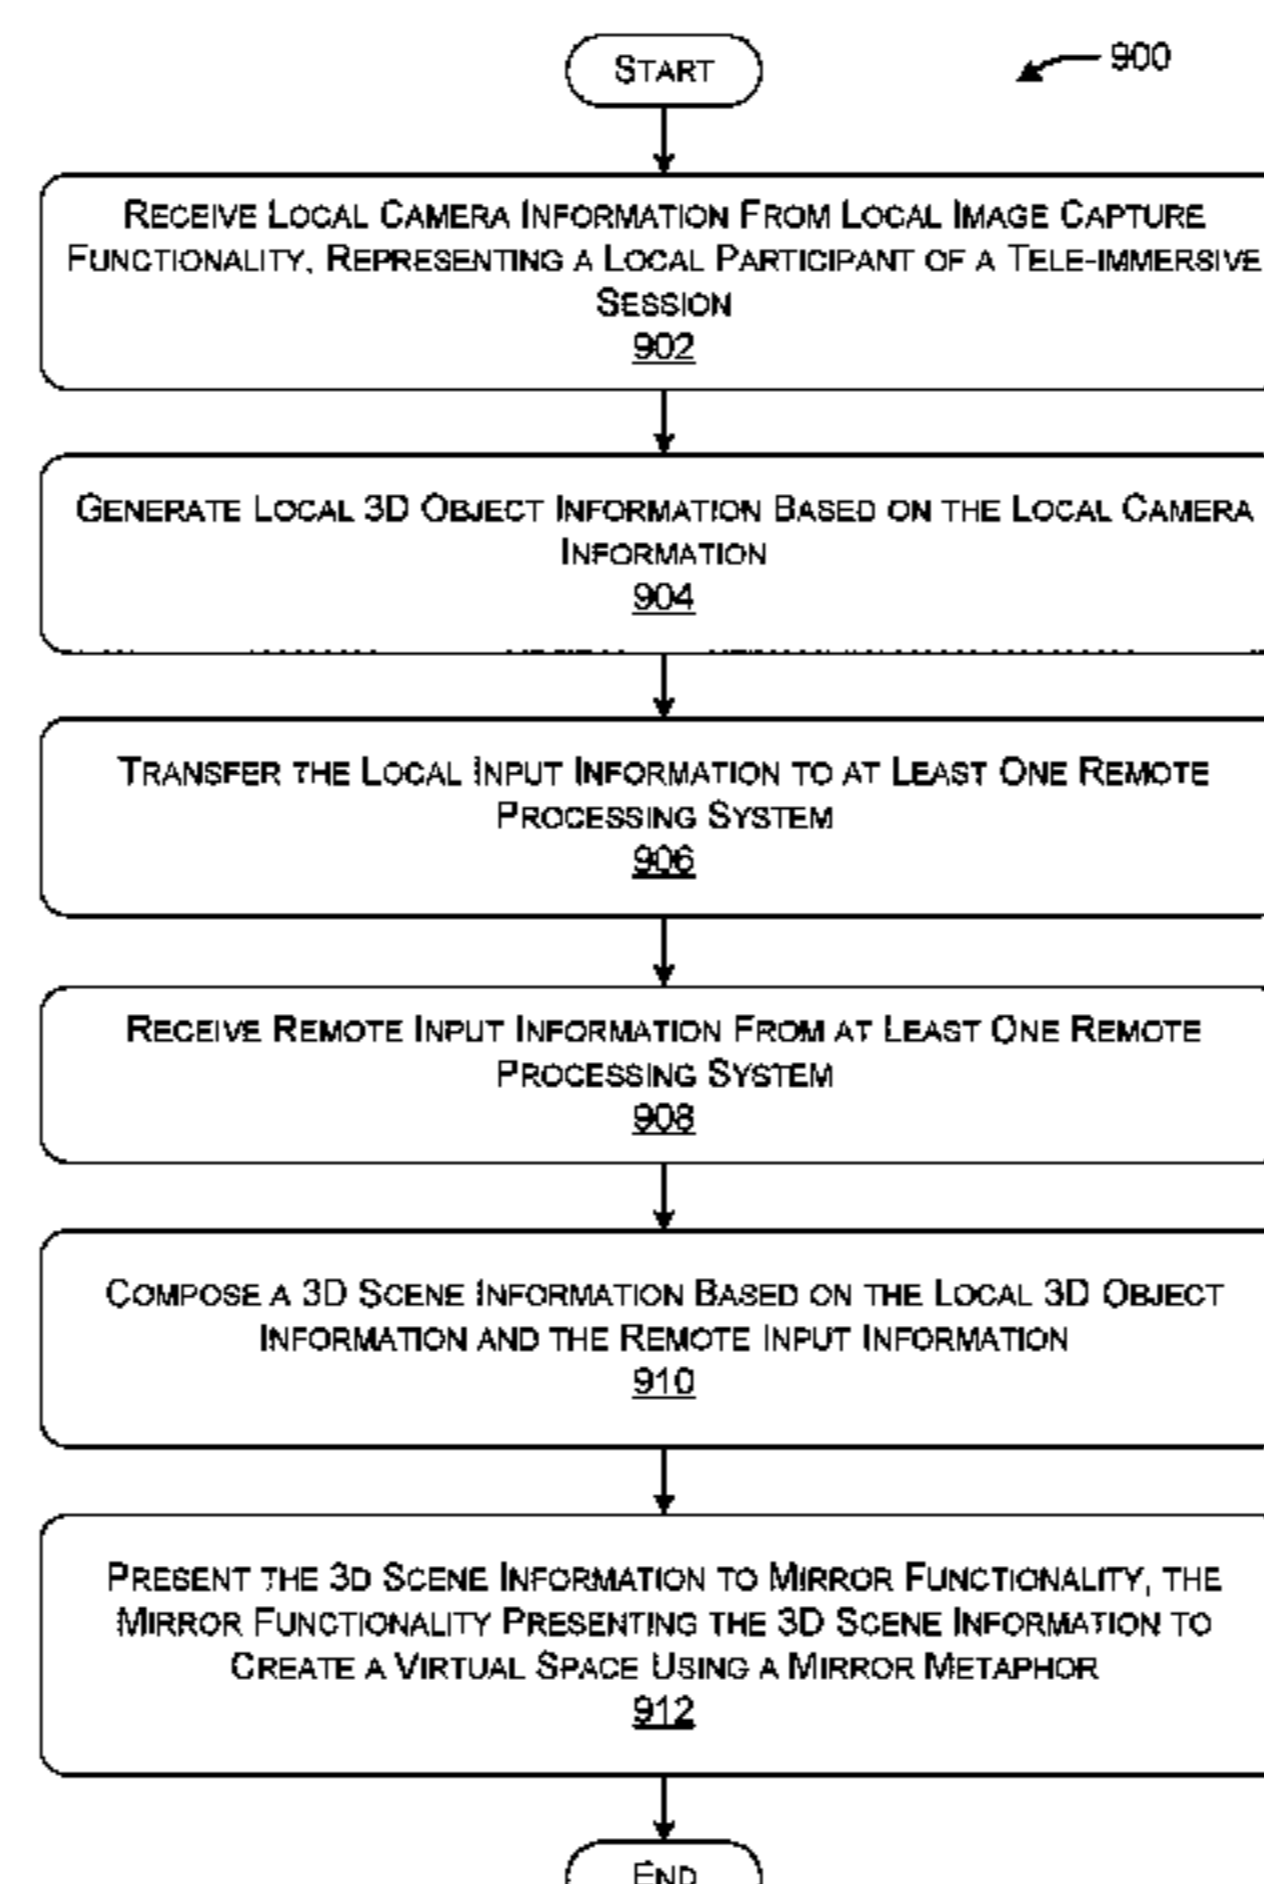 START
900
RECEIVE LOCAL CAMERA INFORMATION FROM LOCAL IMAGE CAPTURE
FUNCTIONALITY, REPRESENTING A LOCAL PARTICIPANT OF A TELE-IMMERSIVE
SESSION
902
GENERATE LOCAL 3D OBJECT INFORMATION BASED ON THE LOCAL CAMERA
INFORMATION
904
TRANSFER THE LOCAL INPUT INFORMATION TO AT LEAST ONE REMOTE
PROCESSING SYSTEM
906
RECEIVE REMOTE INPUT INFORMATION FROM AT LEAST ONE REMOTE
PROCESSING SYSTEM
908
COMPOSE A 3D SCENE INFORMATION BASED ON THE LOCAL 3D OBJECT
INFORMATION AND THE REMOTE INPUT INFORMATION
910
PRESENT THE 3D SCENE INFORMATION TO MIRROR FUNCTIONALITY, THE
MIRROR FUNCTIONALITY PRESENTING THE 3D SCENE INFORMATION TO
CREATE A VIRTUAL SPACE USING A MIRROR METAPHOR
912
END